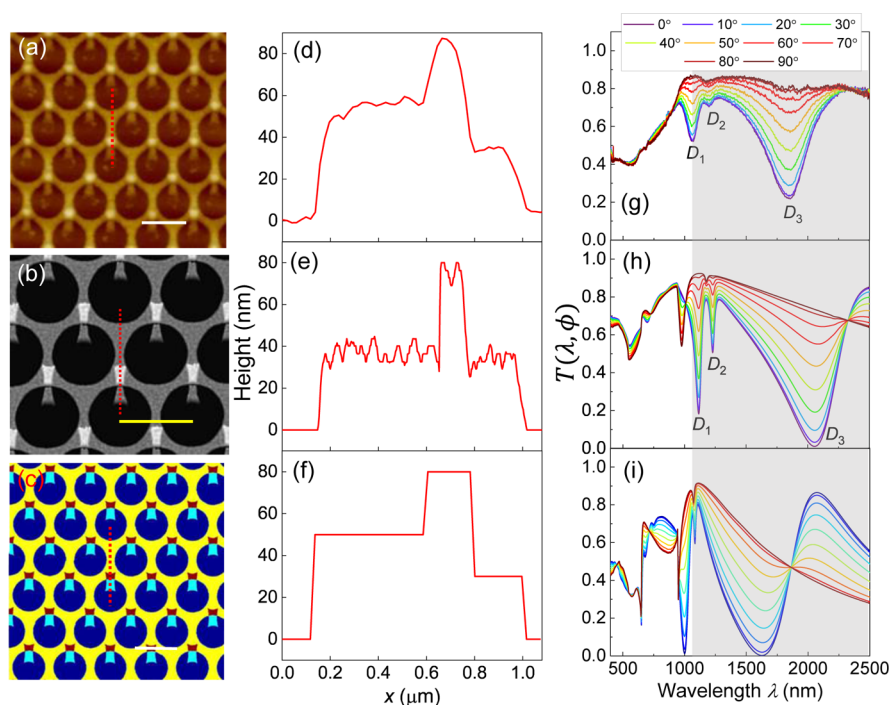 (a)
(b)
(c)
(d)
80
60
40
20
0
(e)
80
60
40
20
0
(f)
80
60
40
20
0
Height (nm)
0.0 0.2 0.4 0.6 0.8 1.0
x (μm)
0° 10° 20° 30°
40° 50° 60° 70°
80° 90°
1.0
0.8
0.6
0.4
0.2
0.0
D1
D2
D3
(g)
1.0
0.8
0.6
0.4
0.2
0.0
(h)
D1
D2
D3
T(λ,ϕ)
1.0
0.8
0.6
0.4
0.2
0.0
(i)
500 1000 1500 2000 2500
Wavelength λ (nm)